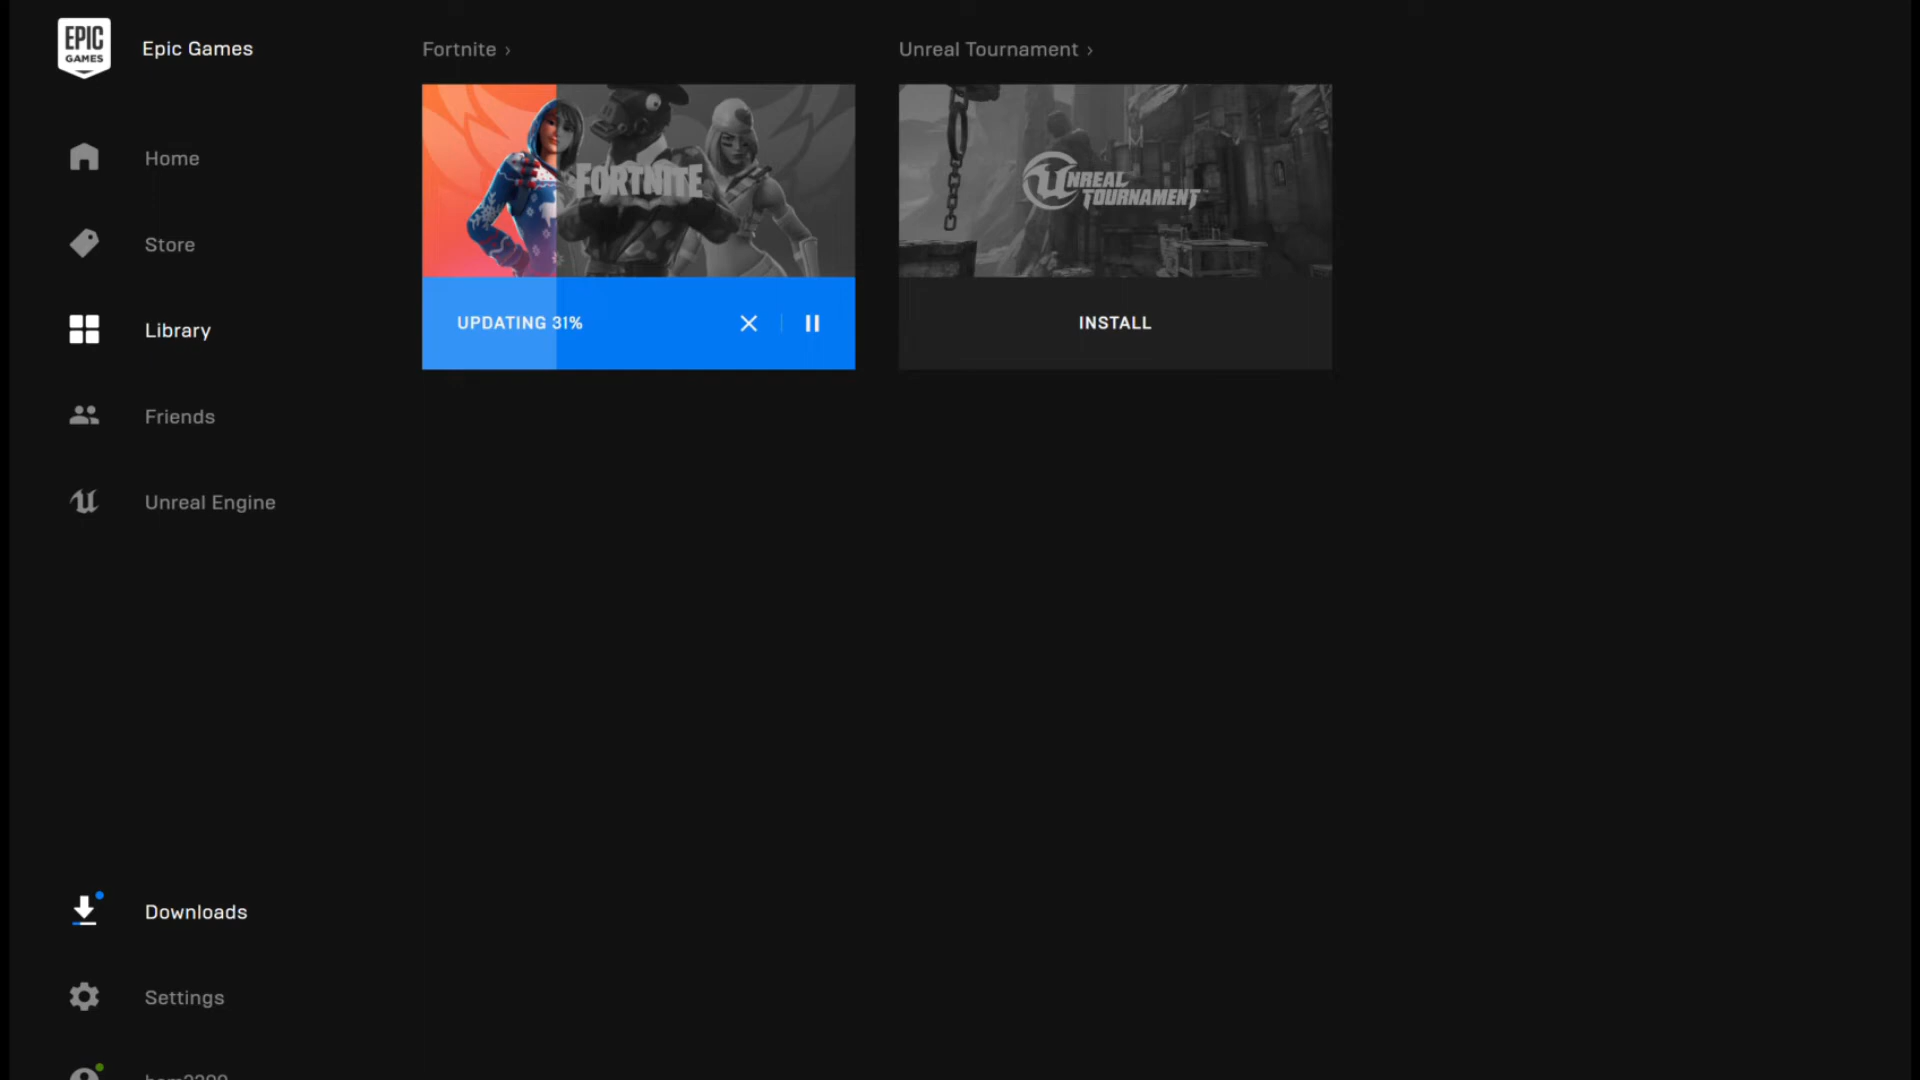 EPIC
GAMES
Epic Games
Home
Store
Library
Friends
Unreal Engine
Downloads
Settings
Fortnite ›
FORTNITE
UPDATING 31%
Unreal Tournament ›
UNREAL
TOURNAMENT
INSTALL